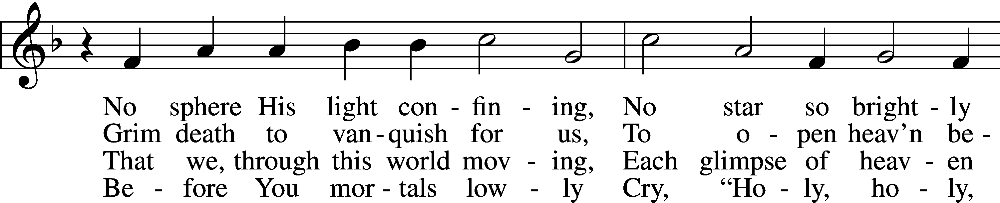 No sphere His light con - fin - ing, No star so bright - ly
Grim death to van - quish for us, To o - pen heav’n be -
That we, through this world mov - ing, Each glimpse of heav - en
Be - fore You mor - tals low - ly Cry, “Ho - ly, ho - ly,